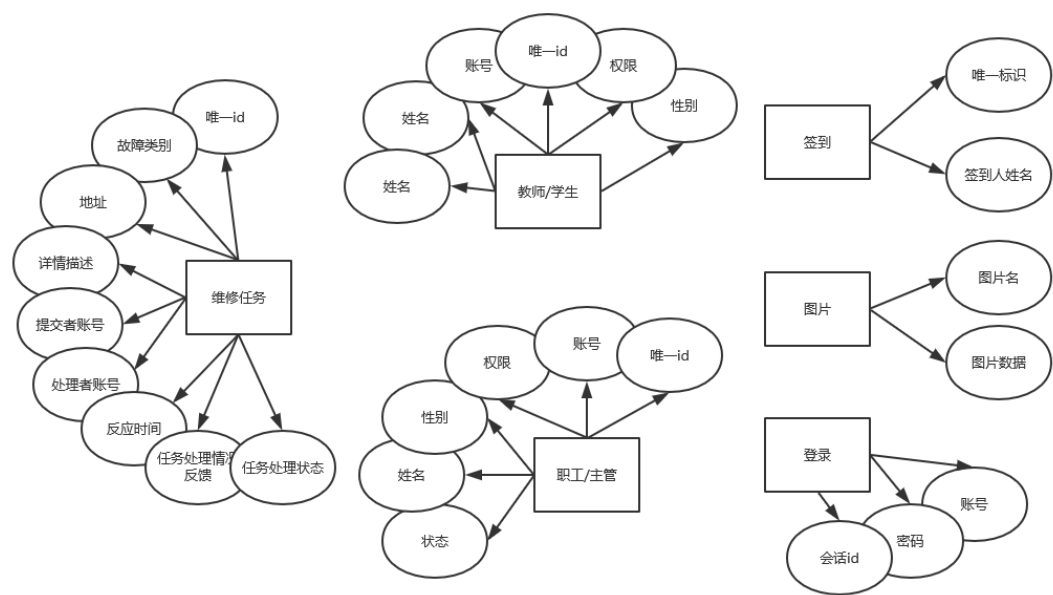 唯一id
故障类别
地址
详情描述
提交者账号
处理者账号
反应时间
任务处理情况
反馈
任务处理状态
维修任务
姓名
姓名
账号
唯一id
权限
性别
教师/学生
权限
账号
唯一id
性别
姓名
状态
职工/主管
签到
唯一标识
签到人姓名
图片
图片名
图片数据
登录
账号
密码
会话id